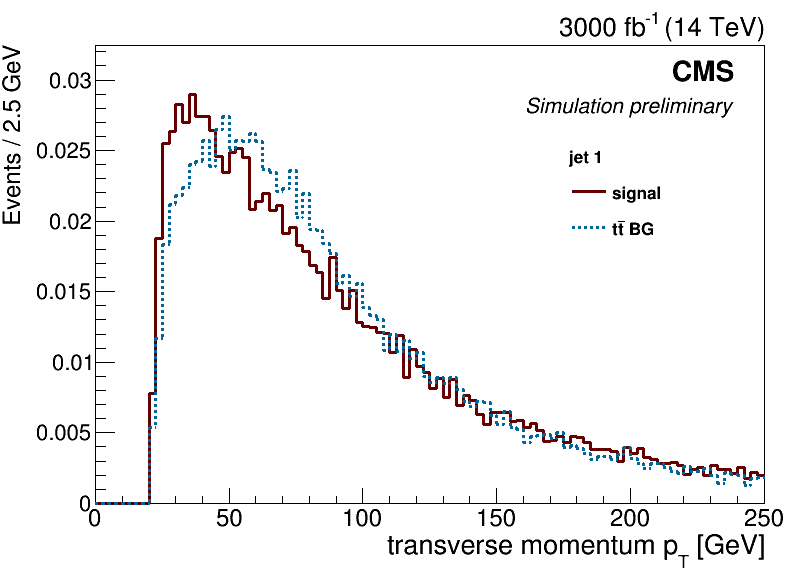 3000 fb⁻¹ (14 TeV)
CMS
Simulation preliminary
jet 1
signal
tt̄ BG
Events / 2.5 GeV
0.03
0.025
0.02
0.015
0.01
0.005
0
0 50 100 150 200 250
transverse momentum p_T [GeV]